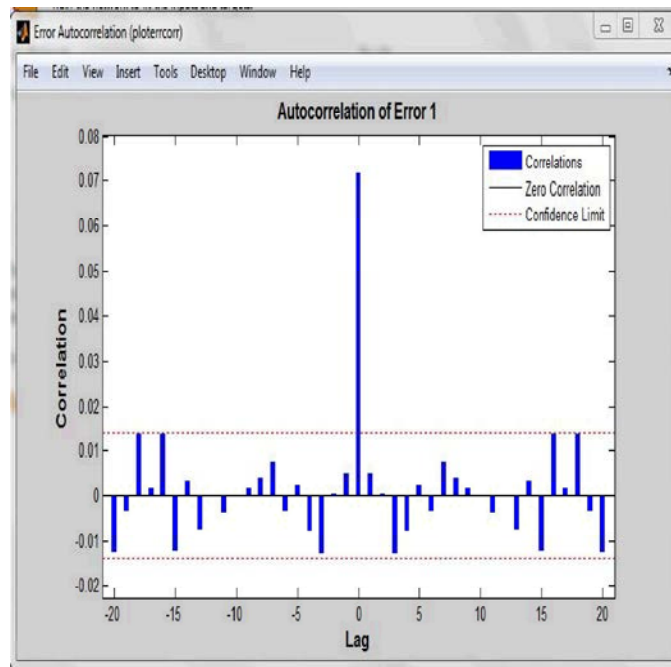 Error Autocorrelation (ploterrcorr)
File Edit View Insert Tools Desktop Window Help
Autocorrelation of Error 1
0.08
0.07
0.06
0.05
0.04
0.03
0.02
0.01
0
-0.01
-0.02
Correlation
Correlations
Zero Correlation
Confidence Limit
-20 -15 -10 -5 0 5 10 15 20
Lag